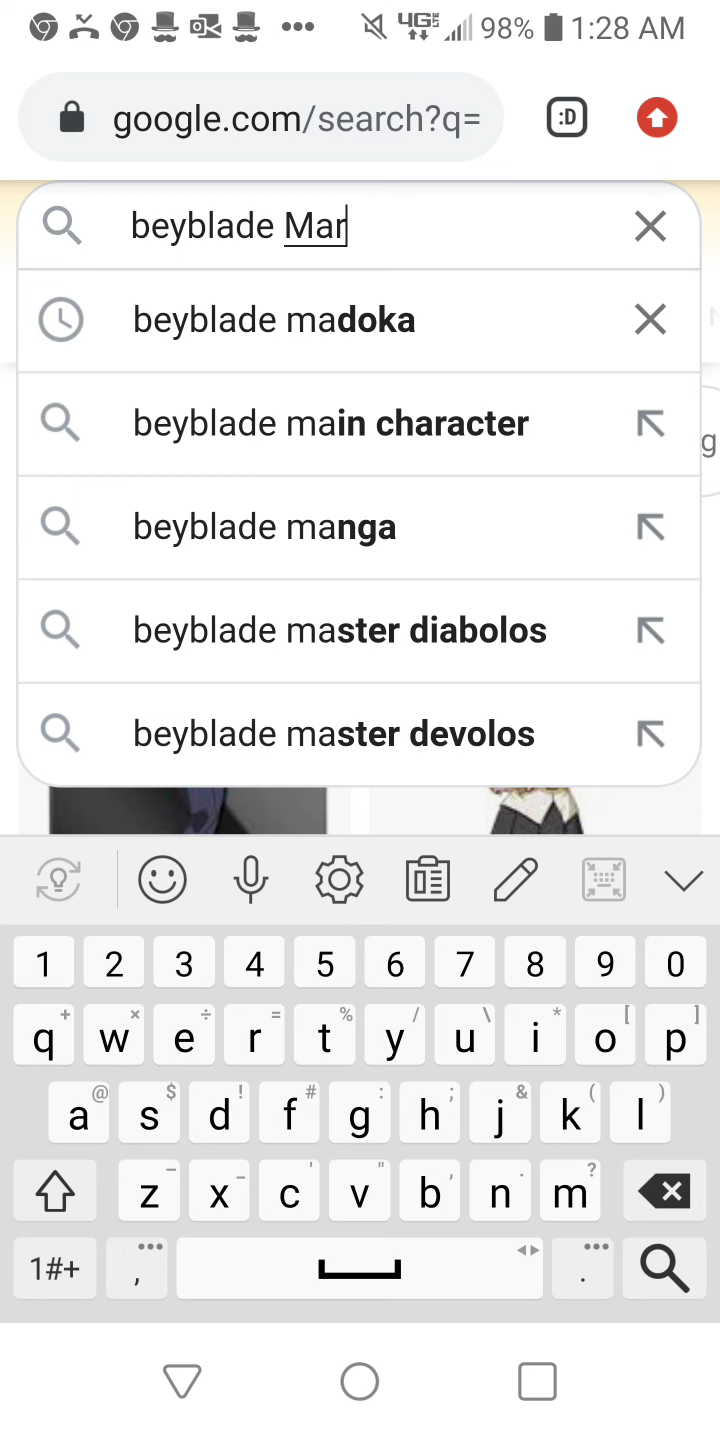 4G 98% 1:28 AM
google.com/search?q= :D
beyblade Mar
beyblade madoka
beyblade main character
g
beyblade manga
beyblade master diabolos
beyblade master devolos
1 2 3 4 5 6 7 8 9 0
+ × ÷ = % / \ * [ ]
q w e r t y u i o p
@ $ ! # : ; & ( )
a s d f g h j k l
- _ ' " , . ?
z x c v b n m
1#+ , .